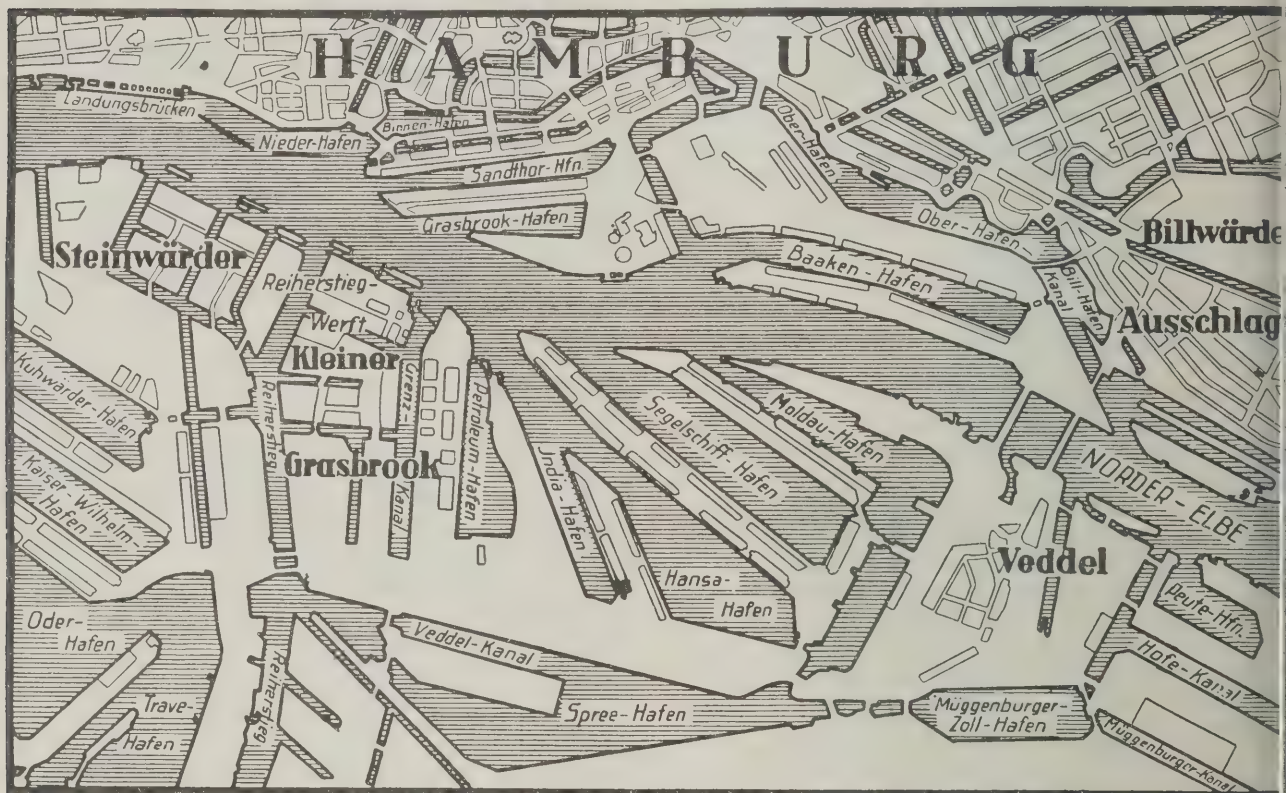 HAMBURG
Landungsbrücken
Nieder-Hafen
Binnen-Hafen
Sandthor-Hfn.
Grasbrook-Hafen
Ober-
Hafen
Ober-Hafen
Baaken-Hafen
Bill-Hafen
Kanal
Billwärde
Ausschlag
Steinwärder
Reiherstieg-
Werft
Kleiner
Grasbrook
Reiherstieg
Grenz-
Kanal
Petroleum-Hafen
Kuhwärder-
Hafen
Kaiser-Wilhelm-
Hafen
India-
Hafen
Segelschiff-Hafen
Moldau-Hafen
Hansa-
Hafen
NORDER-ELBE
Veddel
Peute-Hfn.
Hofe-Kanal
Oder-
Hafen
Trave-
Hafen
Reiherstieg
Veddel-Kanal
Spree-Hafen
Müggenburger-
Zoll-Hafen
Müggenburger-Kanal